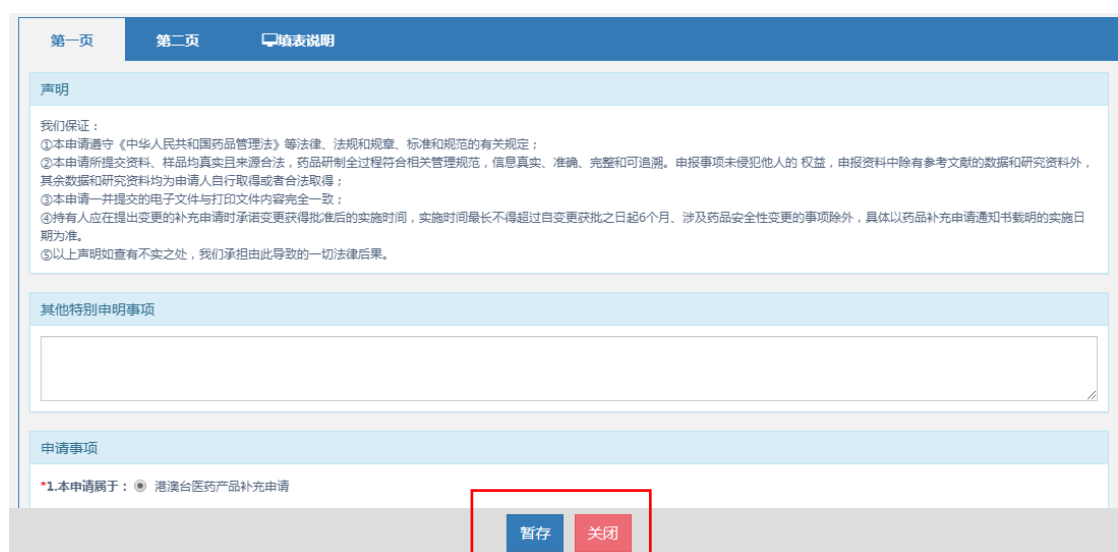 第一页 第二页 填表说明
声明
我们保证：
①本申请遵守《中华人民共和国药品管理法》等法律、法规和规章、标准和规范的有关规定；
②本申请所提交资料、样品均真实且来源合法，药品研制全过程符合相关管理规范，信息真实、准确、完整和可追溯。申报事项未侵犯他人的 权益，申报资料中除有参考文献的数据和研究资料外，
其余数据和研究资料均为申请人自行取得或者合法取得；
③本申请一并提交的电子文件与打印文件内容完全一致；
④持有人应在提出变更的补充申请时承诺变更获得批准后的实施时间，实施时间最长不得超过自变更获批之日起6个月、涉及药品安全性变更的事项除外，具体以药品补充申请通知书载明的实施日
期为准。
⑤以上声明如查有不实之处，我们承担由此导致的一切法律后果。
其他特别申明事项
申请事项
*1.本申请属于： 港澳台医药产品补充申请
暂存 关闭